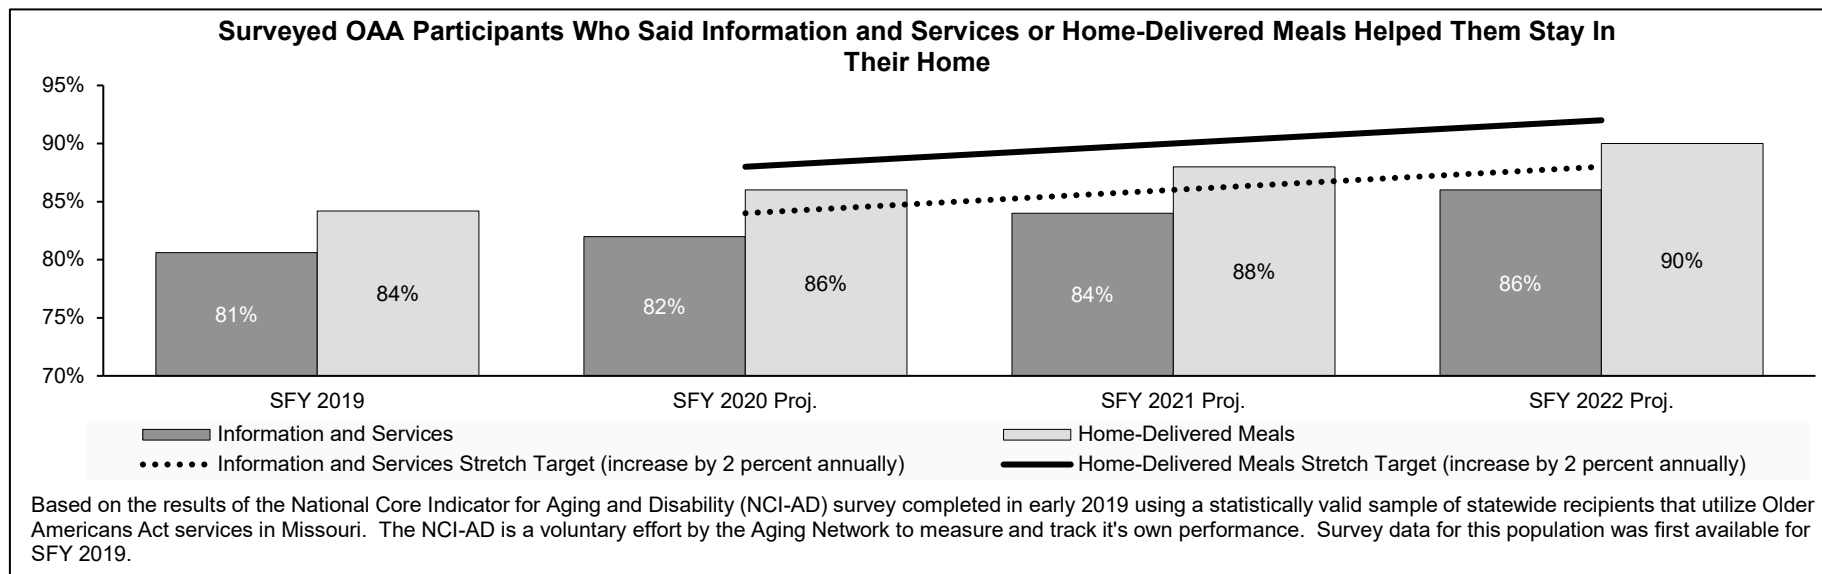 Surveyed OAA Participants Who Said Information and Services or Home-Delivered Meals Helped Them Stay In
Their Home
95%
90%
85%
80%
75%
70%
81%
84%
82%
86%
84%
88%
86%
90%
SFY 2019
SFY 2020 Proj.
SFY 2021 Proj.
SFY 2022 Proj.
Information and Services
Home-Delivered Meals
Information and Services Stretch Target (increase by 2 percent annually)
Home-Delivered Meals Stretch Target (increase by 2 percent annually)
Based on the results of the National Core Indicator for Aging and Disability (NCI-AD) survey completed in early 2019 using a statistically valid sample of statewide recipients that utilize Older
Americans Act services in Missouri.  The NCI-AD is a voluntary effort by the Aging Network to measure and track it's own performance.  Survey data for this population was first available for
SFY 2019.